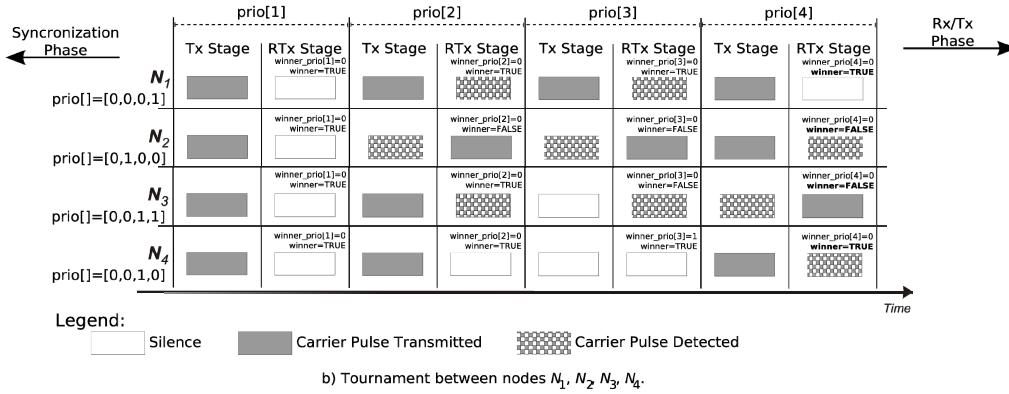 prio[1] prio[2] prio[3] prio[4]
Syncronization
Phase
Rx/Tx
Phase
Tx Stage RTx Stage Tx Stage RTx Stage Tx Stage RTx Stage Tx Stage RTx Stage
N1
prio[]=[0,0,0,1]
winner_prio[1]=0 winner_prio[2]=0 winner_prio[3]=0 winner_prio[4]=0
winner=TRUE winner=TRUE winner=TRUE winner=TRUE
N2
prio[]=[0,1,0,0]
winner_prio[1]=0 winner_prio[2]=0 winner_prio[3]=0 winner_prio[4]=0
winner=TRUE winner=FALSE winner=FALSE winner=FALSE
N3
prio[]=[0,0,1,1]
winner_prio[1]=0 winner_prio[2]=0 winner_prio[3]=0 winner_prio[4]=0
winner=TRUE winner=TRUE winner=FALSE winner=FALSE
N4
prio[]=[0,0,1,0]
winner_prio[1]=0 winner_prio[2]=0 winner_prio[3]=1 winner_prio[4]=0
winner=TRUE winner=TRUE winner=TRUE winner=TRUE
Time
Legend:
Silence Carrier Pulse Transmitted Carrier Pulse Detected
b) Tournament between nodes N1, N2, N3, N4.